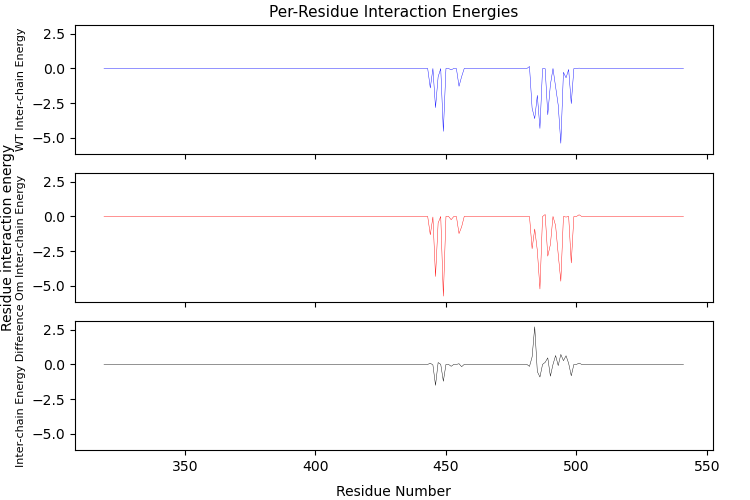 Per-Residue Interaction Energies
Residue interaction energy
WT Inter-chain Energy
2.5
0.0
−2.5
−5.0
Om Inter-chain Energy
2.5
0.0
−2.5
−5.0
Inter-chain Energy Difference
2.5
0.0
−2.5
−5.0
350
400
450
500
550
Residue Number